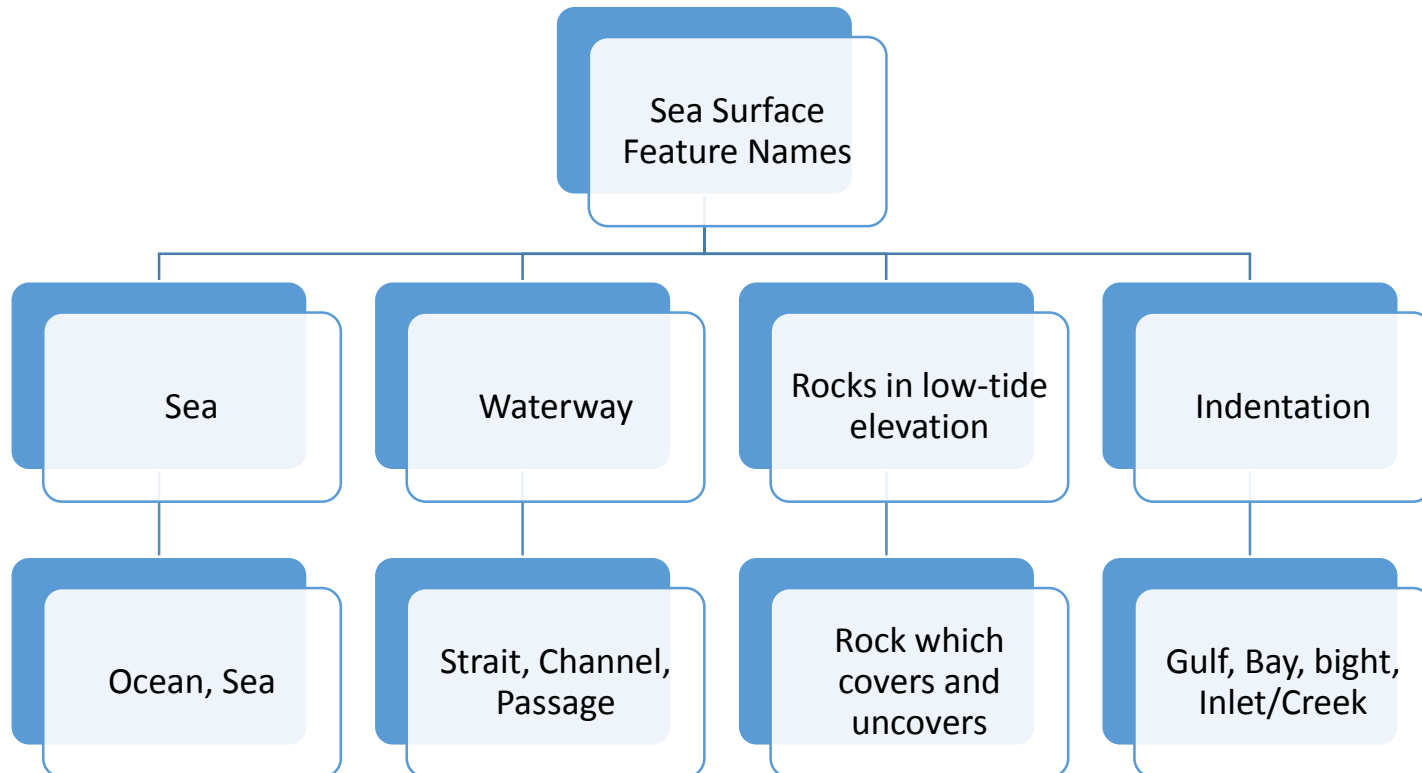 Sea Surface
Feature Names
Sea
Waterway
Rocks in low-tide
elevation
Indentation
Ocean, Sea
Strait, Channel,
Passage
Rock which
covers and
uncovers
Gulf, Bay, bight,
Inlet/Creek